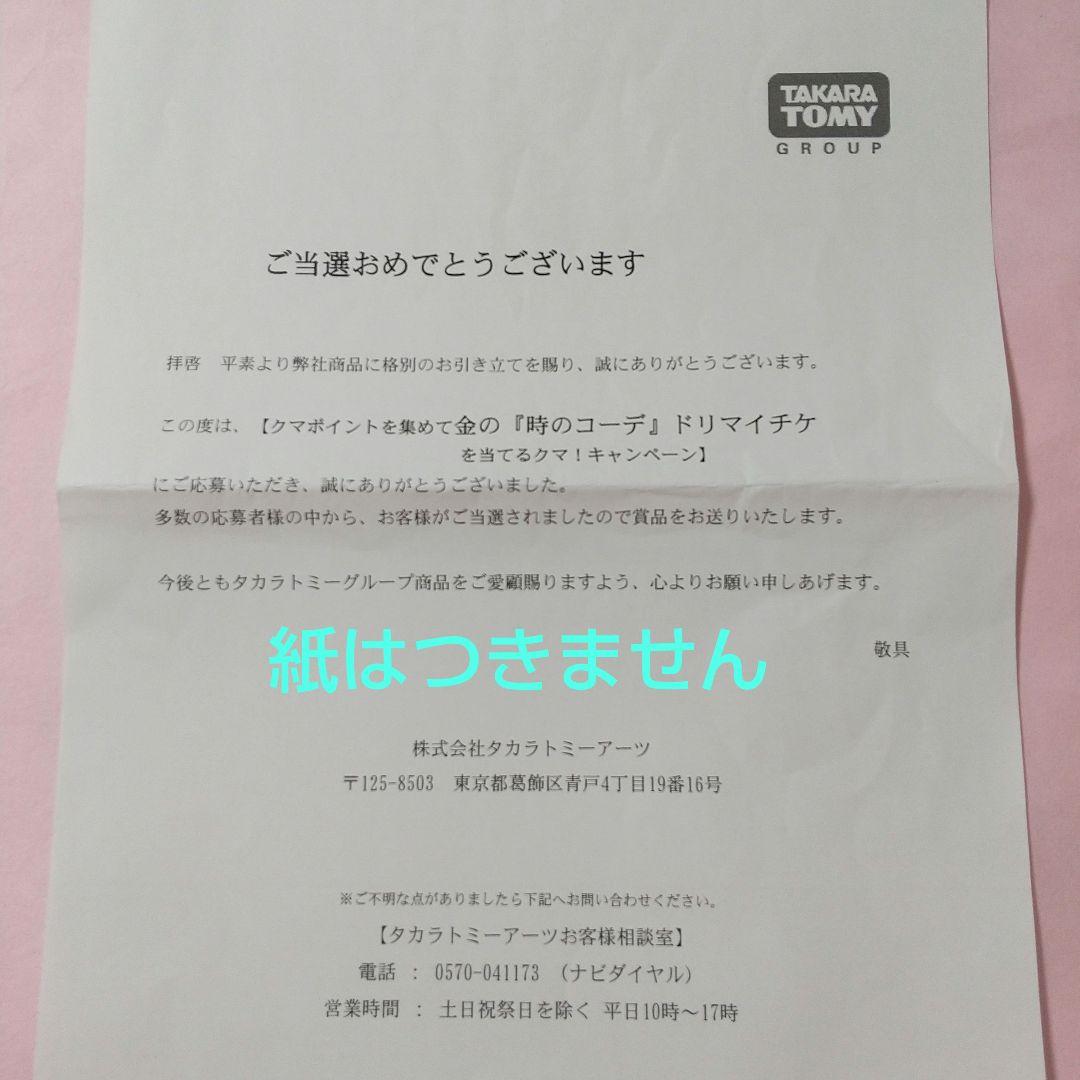 TAKARA
TOMY
GROUP
ご当選おめでとうございます
拝啓　平素より弊社商品に格別のお引き立てを賜り、誠にありがとうございます。
この度は、【クマポイントを集めて金の『時のコーデ』ドリマイチケ
を当てるクマ！キャンペーン】
にご応募いただき、誠にありがとうございました。
多数の応募者様の中から、お客様がご当選されましたので賞品をお送りいたします。
今後ともタカラトミーグループ商品をご愛顧賜りますよう、心よりお願い申しあげます。
敬具
紙はつきません
株式会社タカラトミーアーツ
〒125-8503　東京都葛飾区青戸4丁目19番16号
※ご不明な点がありましたら下記へお問い合わせください。
【タカラトミーアーツお客様相談室】
電話　：　0570-041173　（ナビダイヤル）
営業時間　：　土日祝祭日を除く 平日10時～17時